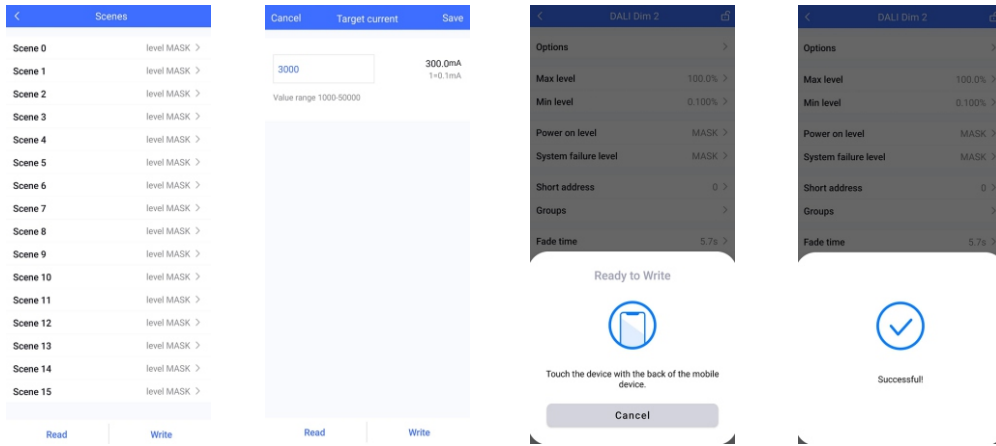 Scenes
Scene 0 level MASK
Scene 1 level MASK
Scene 2 level MASK
Scene 3 level MASK
Scene 4 level MASK
Scene 5 level MASK
Scene 6 level MASK
Scene 7 level MASK
Scene 8 level MASK
Scene 9 level MASK
Scene 10 level MASK
Scene 11 level MASK
Scene 12 level MASK
Scene 13 level MASK
Scene 14 level MASK
Scene 15 level MASK
Read Write
Cancel Target current Save
3000 300.0mA
1=0.1mA
Value range 1000-50000
Read Write
DALI Dim 2
Options
Max level 100.0%
Min level 0.100%
Power on level MASK
System failure level MASK
Short address 0
Groups
Fade time 5.7s
Ready to Write
Touch the device with the back of the mobile
device.
Cancel
DALI Dim 2
Options
Max level 100.0%
Min level 0.100%
Power on level MASK
System failure level MASK
Short address 0
Groups
Fade time 5.7s
Successful!